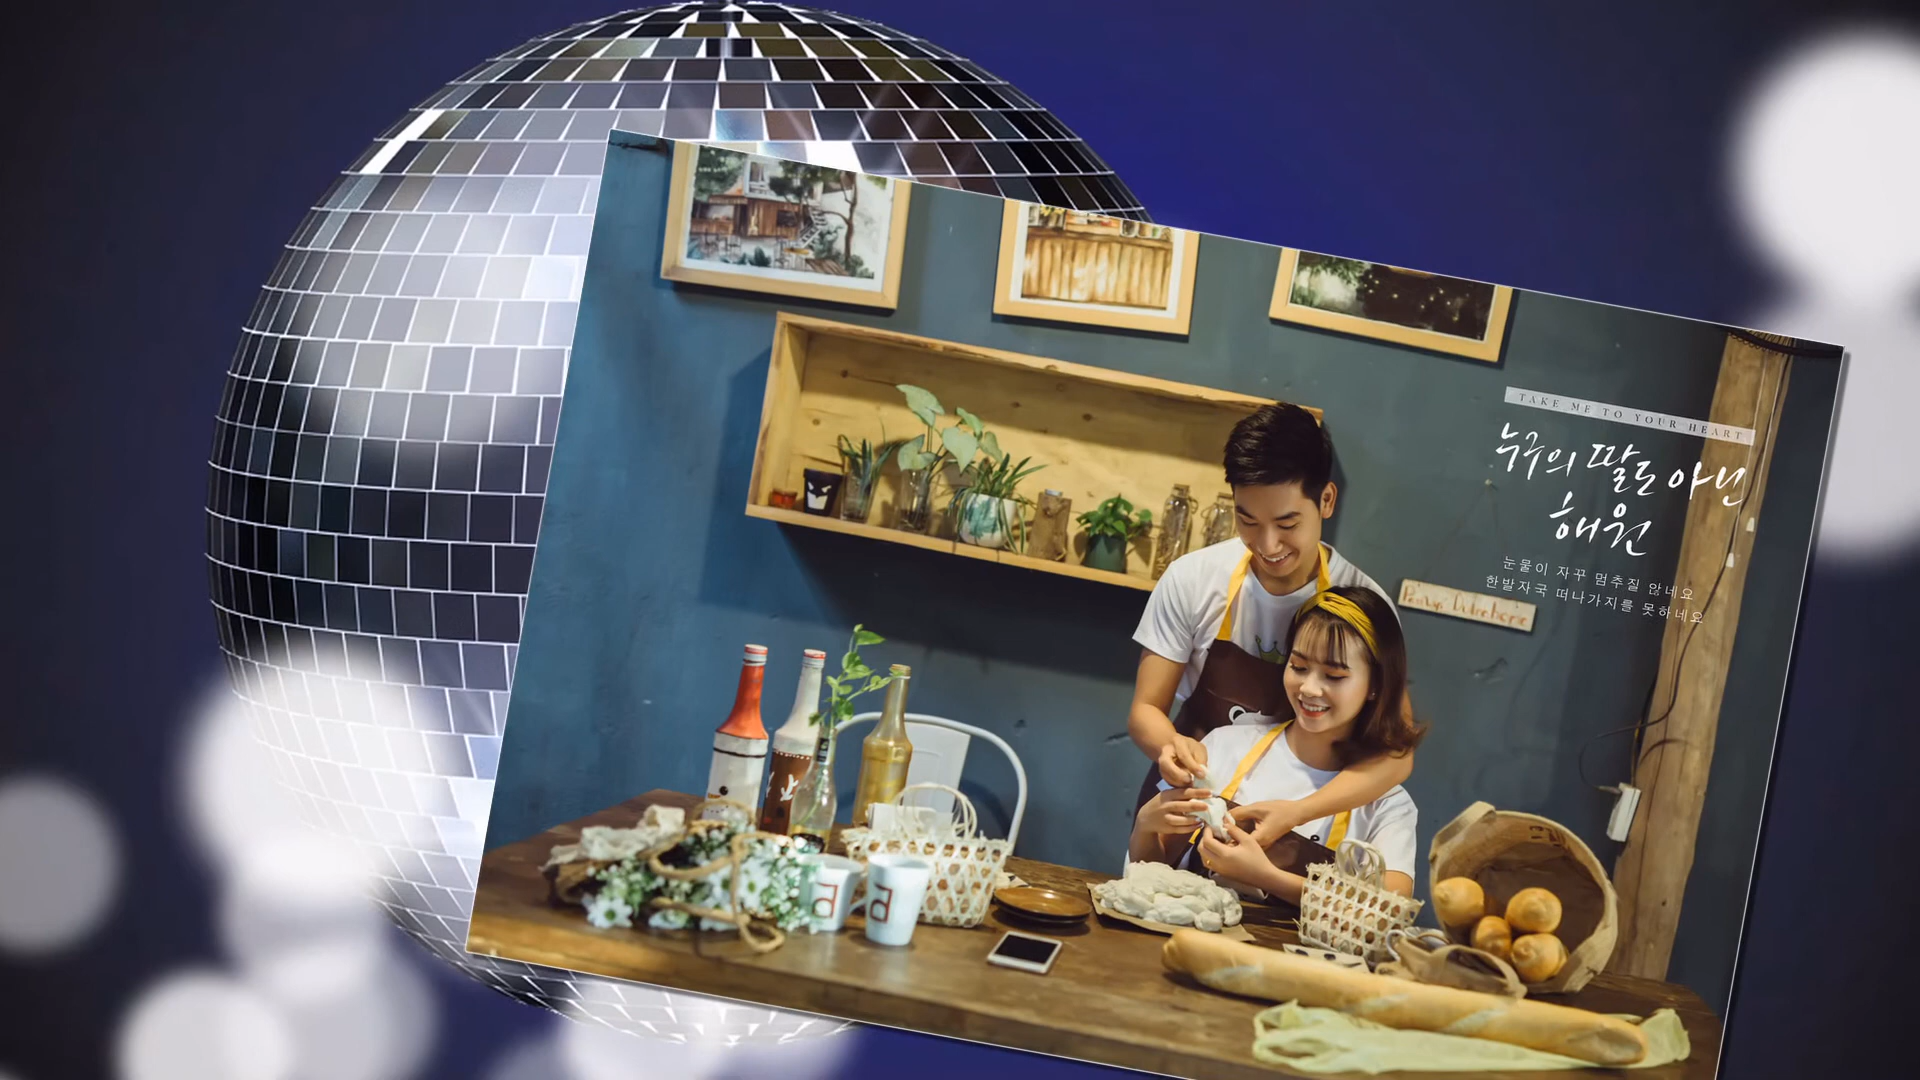 TAKE ME TO YOUR HEART
누구의 딸도 아닌
해원
눈물이 자꾸 멈추질 않네요
한발자국 떠나가지를 못하네요
a
a